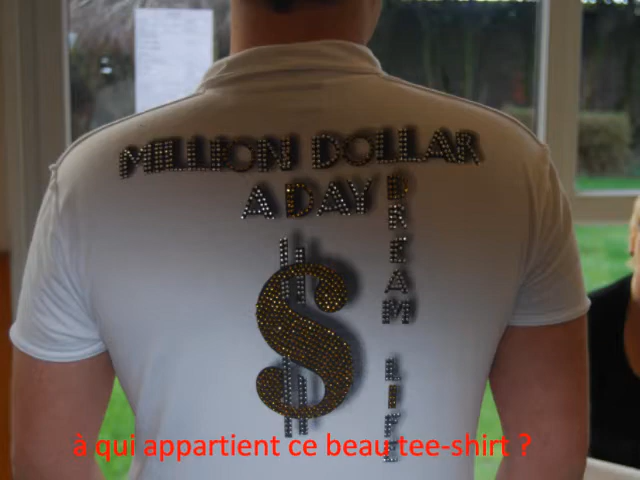 MILLION DOLLAR
A DAY
DREAM LIFE
$
à qui appartient ce beau tee-shirt ?